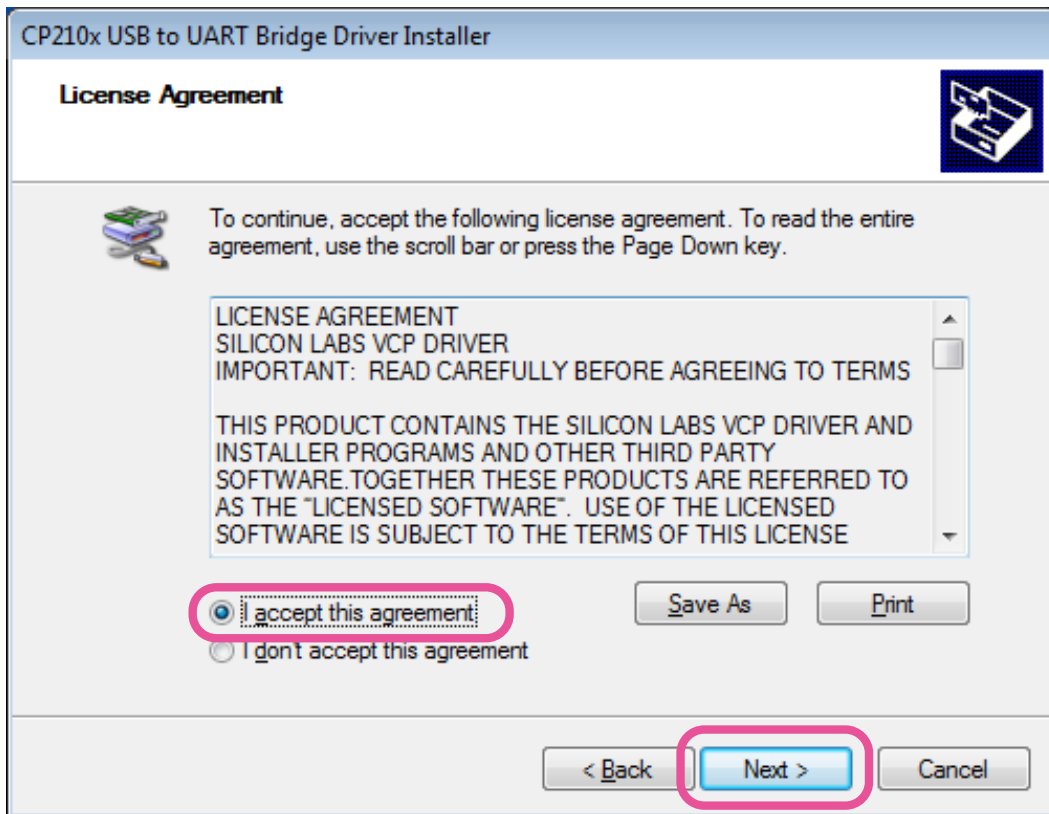 CP210x USB to UART Bridge Driver Installer
License Agreement
To continue, accept the following license agreement. To read the entire
agreement, use the scroll bar or press the Page Down key.
LICENSE AGREEMENT
SILICON LABS VCP DRIVER
IMPORTANT:  READ CAREFULLY BEFORE AGREEING TO TERMS
THIS PRODUCT CONTAINS THE SILICON LABS VCP DRIVER AND
INSTALLER PROGRAMS AND OTHER THIRD PARTY
SOFTWARE.TOGETHER THESE PRODUCTS ARE REFERRED TO
AS THE "LICENSED SOFTWARE".  USE OF THE LICENSED
SOFTWARE IS SUBJECT TO THE TERMS OF THIS LICENSE
I accept this agreement
Save As
Print
I don't accept this agreement
< Back
Next >
Cancel